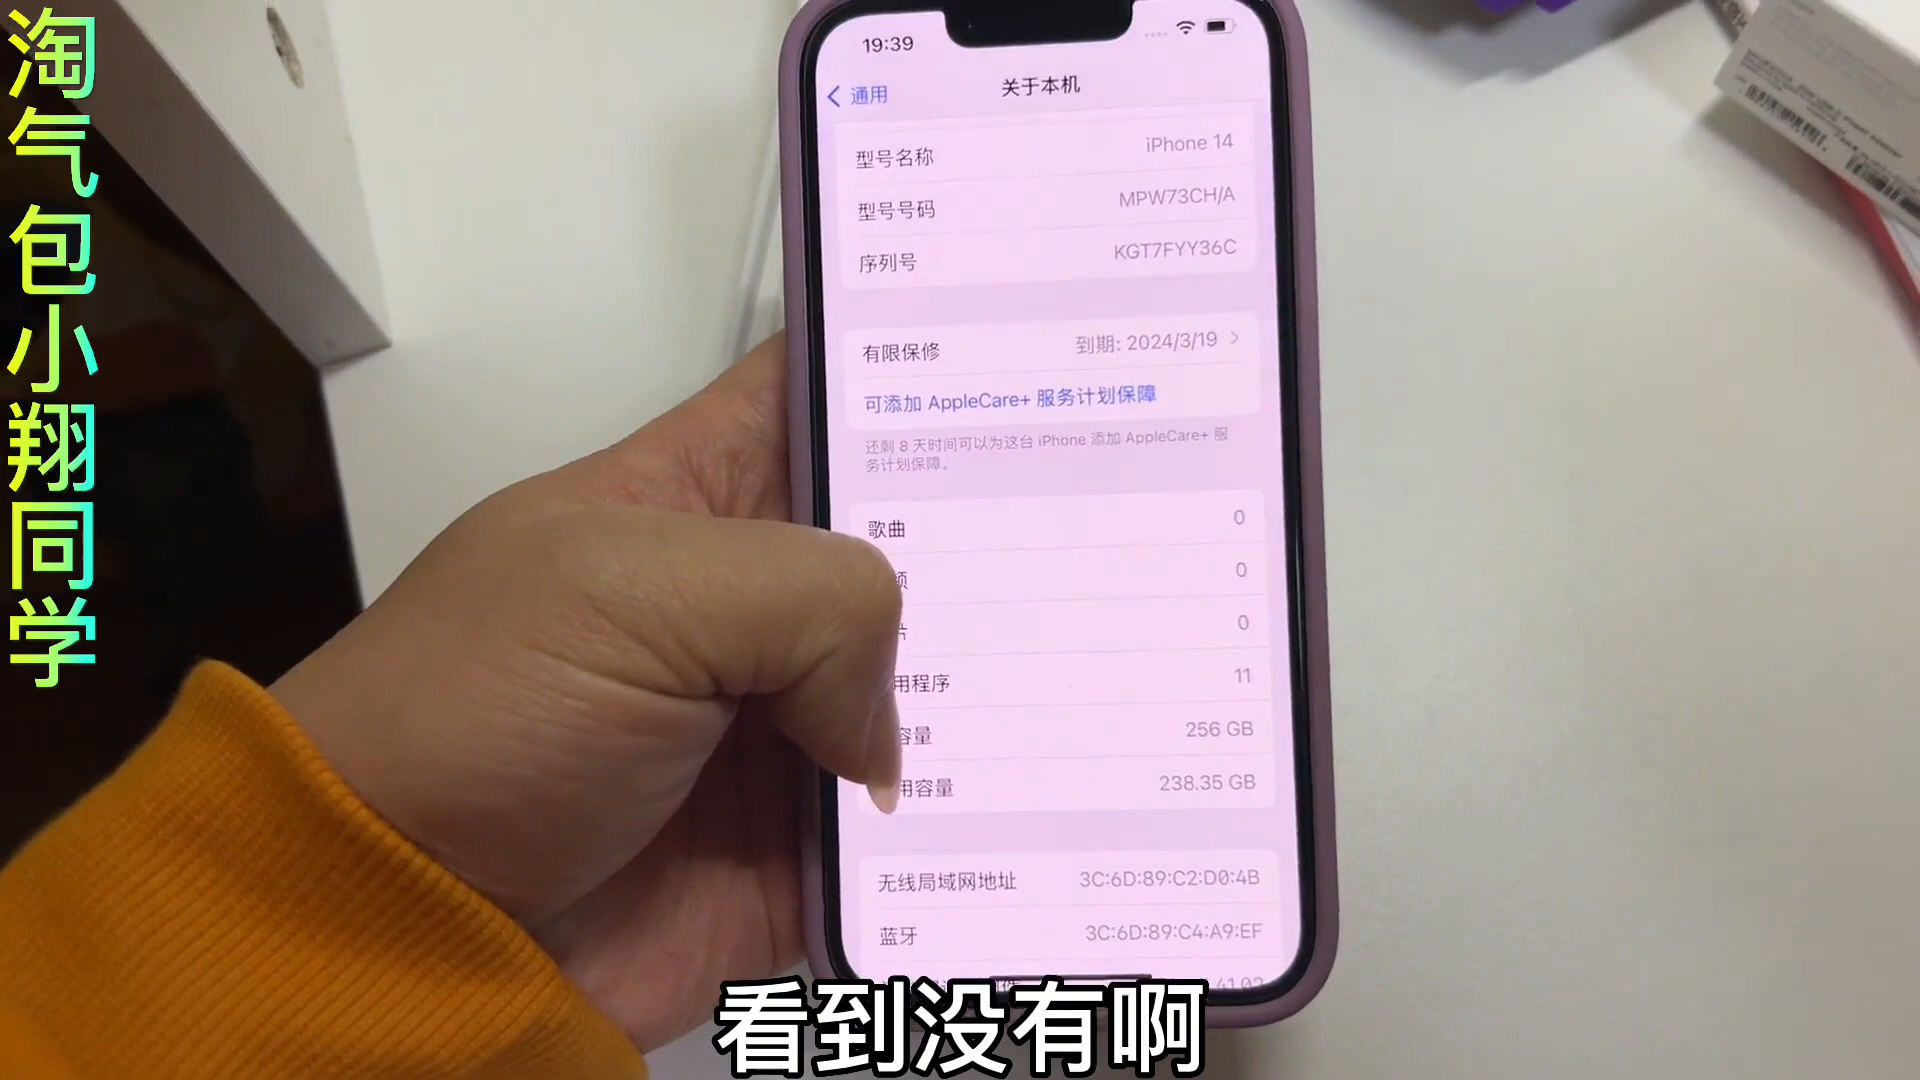 淘气包小翔同学
19:39
通用
关于本机
型号名称 iPhone 14
型号号码 MPW73CH/A
序列号 KGT7FYY36C
有限保修 到期: 2024/3/19
可添加 AppleCare+ 服务计划保障
还剩 8 天时间可以为这台 iPhone 添加 AppleCare+ 服
务计划保障。
歌曲 0
频 0
片 0
用程序 11
容量 256 GB
用容量 238.35 GB
无线局域网地址 3C:6D:89:C2:D0:4B
蓝牙 3C:6D:89:C4:A9:EF
看到没有啊